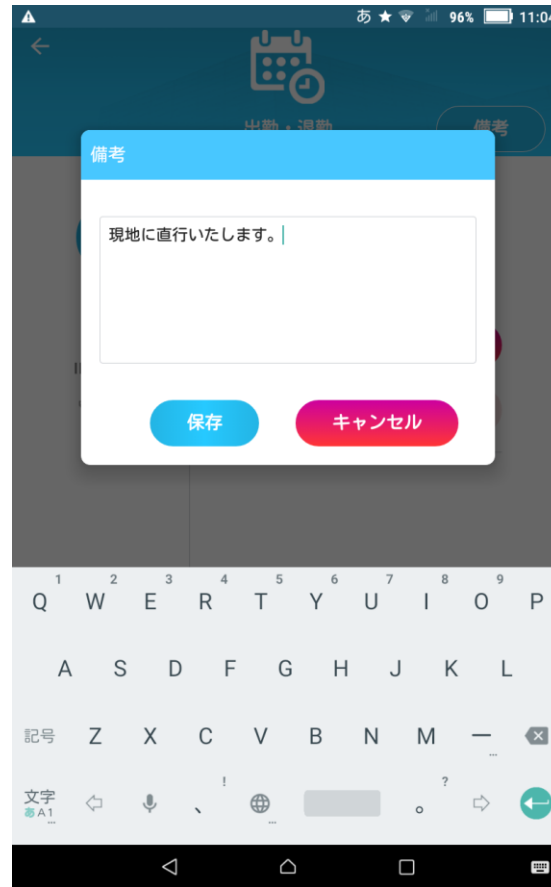 あ 96% 11:04
出勤・退勤
備考
備考
現地に直行いたします。
保存 キャンセル
1 2 3 4 5 6 7 8 9
Q W E R T Y U I O P
A S D F G H J K L
記号 Z X C V B N M ー
文字 あA1 、 ! 。 ?